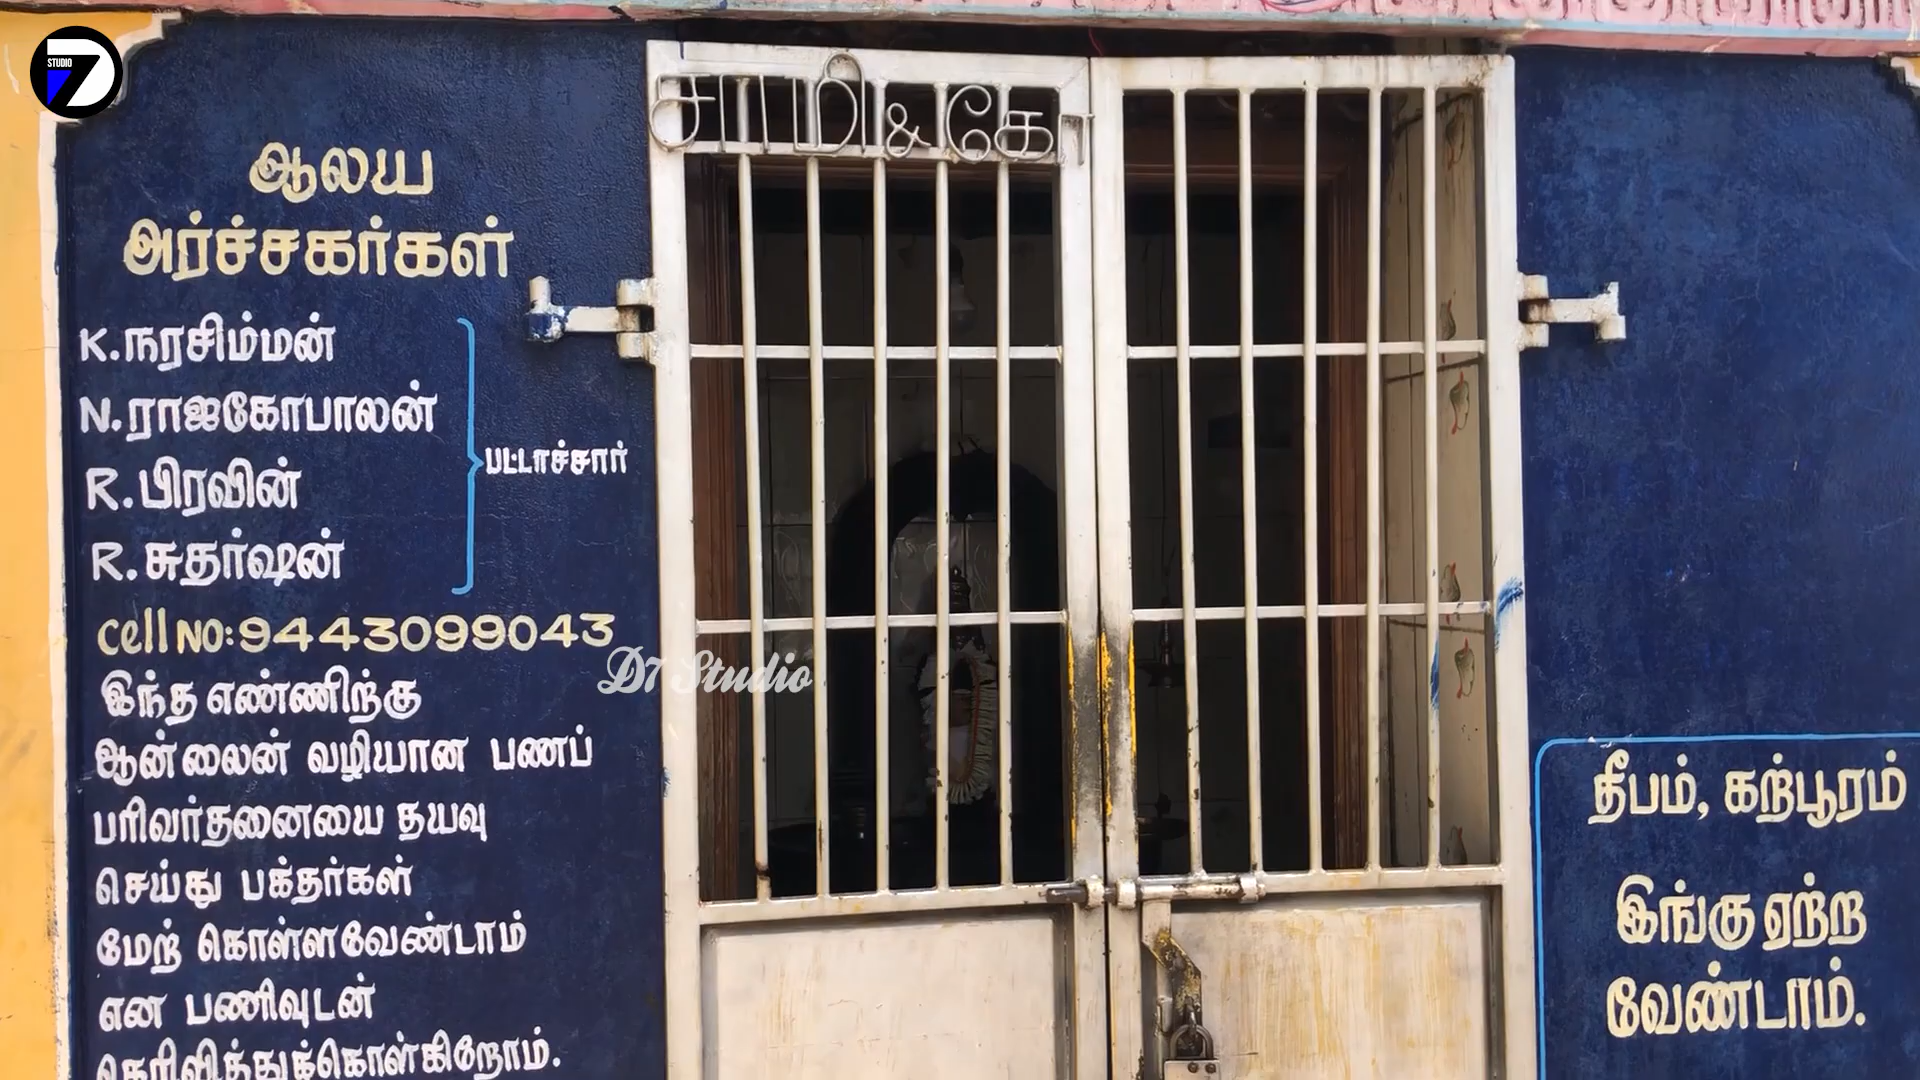 STUDIO
D7
சாமி & கோ
ஆலய
அர்ச்சகர்கள்
K.நரசிம்மன்
N.ராஜகோபாலன்
R.பிரவின்
R.சுதர்ஷன்
பட்டாச்சார்
Cell NO:9443099043
இந்த எண்ணிற்கு
ஆன்லைன் வழியான பணப்
பரிவர்தனையை தயவு
செய்து பக்தர்கள்
மேற் கொள்ளவேண்டாம்
என பணிவுடன்
தெரிவித்துக்கொள்கிறோம்.
D7 Studio
தீபம், கற்பூரம்
இங்கு ஏற்ற
வேண்டாம்.